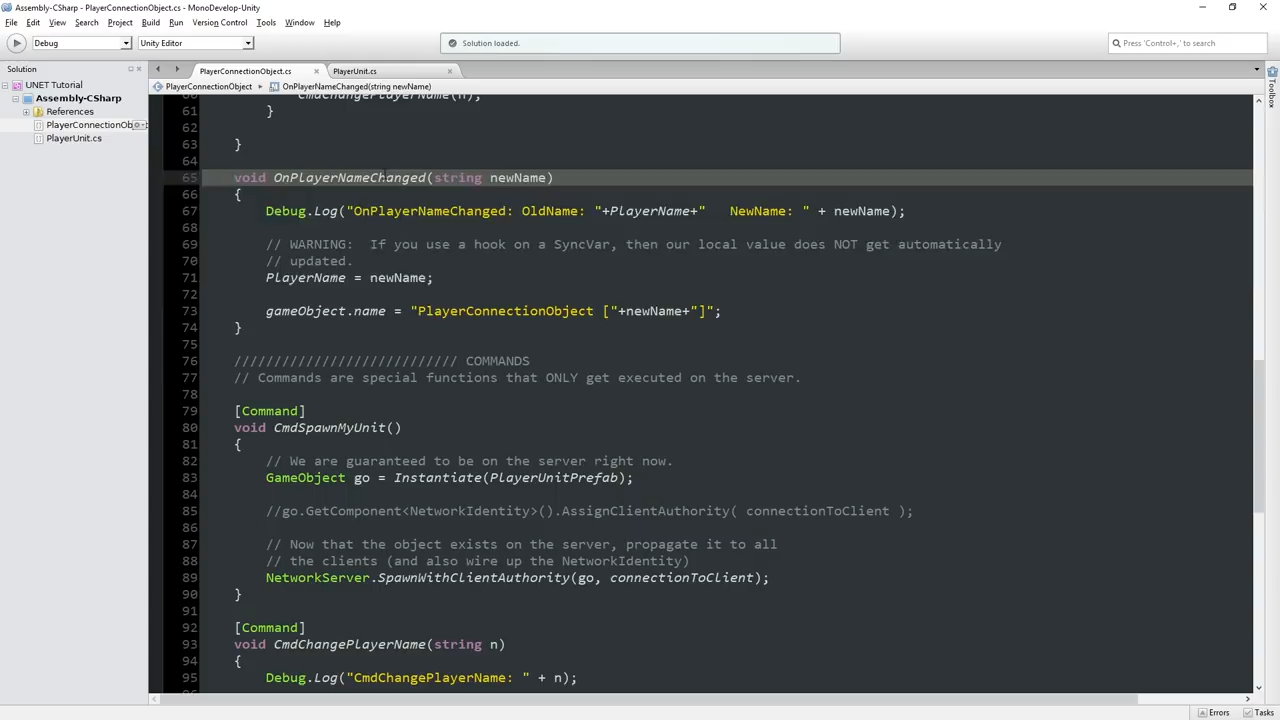 Assembly-CSharp - PlayerConnectionObject.cs - MonoDevelop-Unity
File Edit View Search Project Build Run Version Control Tools Window Help
Debug Unity Editor Solution loaded. Press 'Control+,' to search
Solution PlayerConnectionObject.cs PlayerUnit.cs
UNET Tutorial PlayerConnectionObject OnPlayerNameChanged(string newName)
Assembly-CSharp
References
PlayerConnectionOb
PlayerUnit.cs
Toolbox
60 CmdChangePlayerName(n);
61 }
62
63 }
64
65 void OnPlayerNameChanged(string newName)
66 {
67 Debug.Log("OnPlayerNameChanged: OldName: "+PlayerName+"   NewName: " + newName);
68
69 // WARNING:  If you use a hook on a SyncVar, then our local value does NOT get automatically
70 // updated.
71 PlayerName = newName;
72
73 gameObject.name = "PlayerConnectionObject ["+newName+"]";
74 }
75
76 //////////////////////////// COMMANDS
77 // Commands are special functions that ONLY get executed on the server.
78
79 [Command]
80 void CmdSpawnMyUnit()
81 {
82 // We are guaranteed to be on the server right now.
83 GameObject go = Instantiate(PlayerUnitPrefab);
84
85 //go.GetComponent<NetworkIdentity>().AssignClientAuthority( connectionToClient );
86
87 // Now that the object exists on the server, propagate it to all
88 // the clients (and also wire up the NetworkIdentity)
89 NetworkServer.SpawnWithClientAuthority(go, connectionToClient);
90 }
91
92 [Command]
93 void CmdChangePlayerName(string n)
94 {
95 Debug.Log("CmdChangePlayerName: " + n);
Errors Tasks